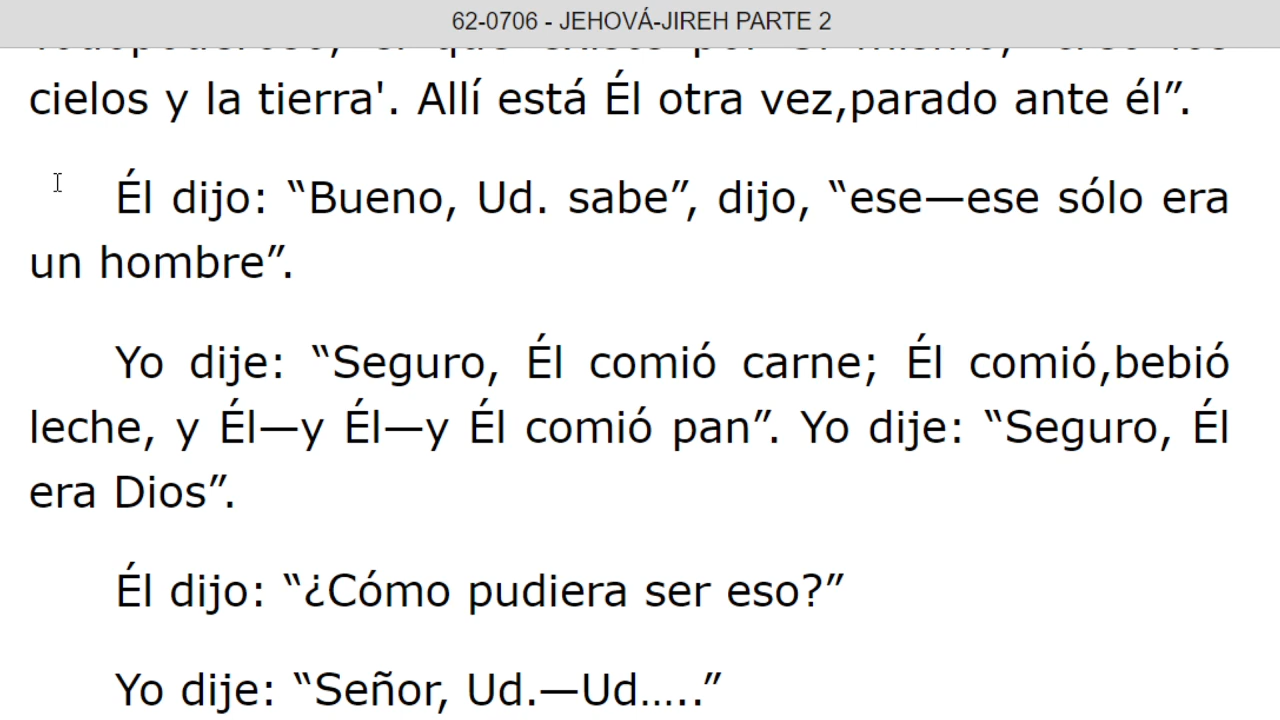 62-0706 - JEHOVÁ-JIREH PARTE 2
cielos y la tierra'. Allí está Él otra vez,parado ante él”.
Él dijo: “Bueno, Ud. sabe”, dijo, “ese—ese sólo era
un hombre”.
Yo dije: “Seguro, Él comió carne; Él comió,bebió
leche, y Él—y Él—y Él comió pan”. Yo dije: “Seguro, Él
era Dios”.
Él dijo: “¿Cómo pudiera ser eso?”
Yo dije: “Señor, Ud.—Ud.....”